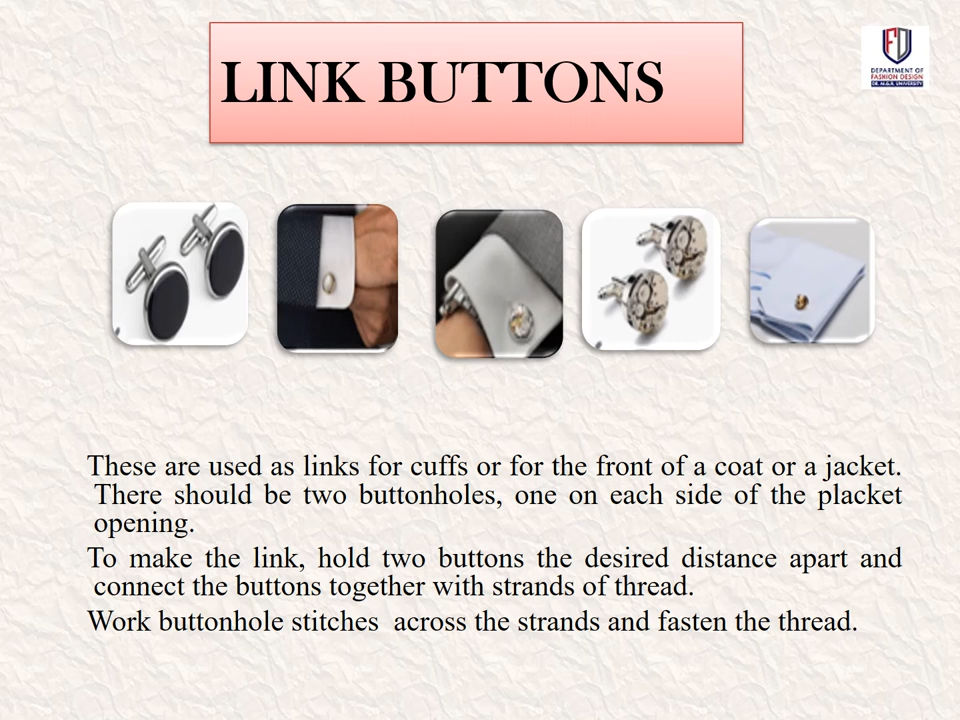 LINK BUTTONS
DEPARTMENT OF
FASHION DESIGN
DR. M.G.R. UNIVERSITY
These are used as links for cuffs or for the front of a coat or a jacket.
There should be two buttonholes, one on each side of the placket
opening.
To make the link, hold two buttons the desired distance apart and
connect the buttons together with strands of thread.
Work buttonhole stitches  across the strands and fasten the thread.